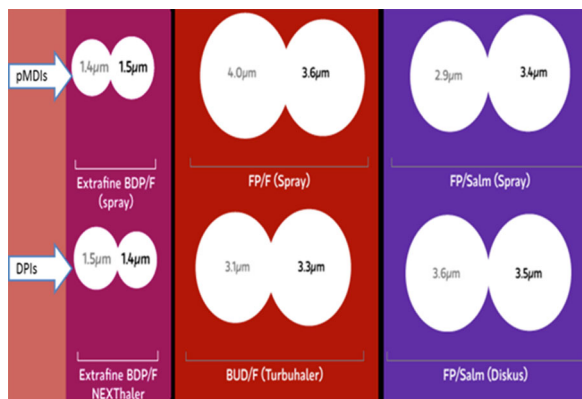 pMDIs
1.4µm 1.5µm
4.0µm 3.6µm
2.9µm 3.4µm
Extrafine BDP/F
(spray)
FP/F (Spray)
FP/Salm (Spray)
DPIs
1.5µm 1.4µm
3.1µm 3.3µm
3.6µm 3.5µm
Extrafine BDP/F
NEXThaler
BUD/F (Turbuhaler)
FP/Salm (Diskus)